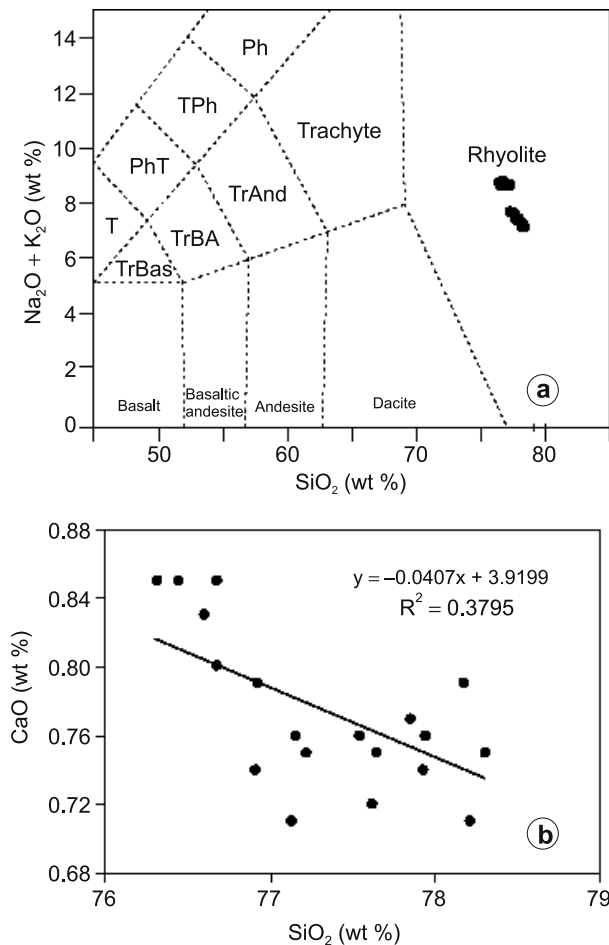 14
12
10
8
6
4
2
0
Na₂O + K₂O (wt %)
Ph
TPh
Trachyte
Rhyolite
PhT
TrAnd
T
TrBA
TrBas
Basalt
Basaltic
andesite
Andesite
Dacite
a
50
60
70
80
SiO₂ (wt %)
0.88
0.84
0.80
0.76
0.72
0.68
CaO (wt %)
y = –0.0407x + 3.9199
R² = 0.3795
b
76
77
78
79
SiO₂ (wt %)